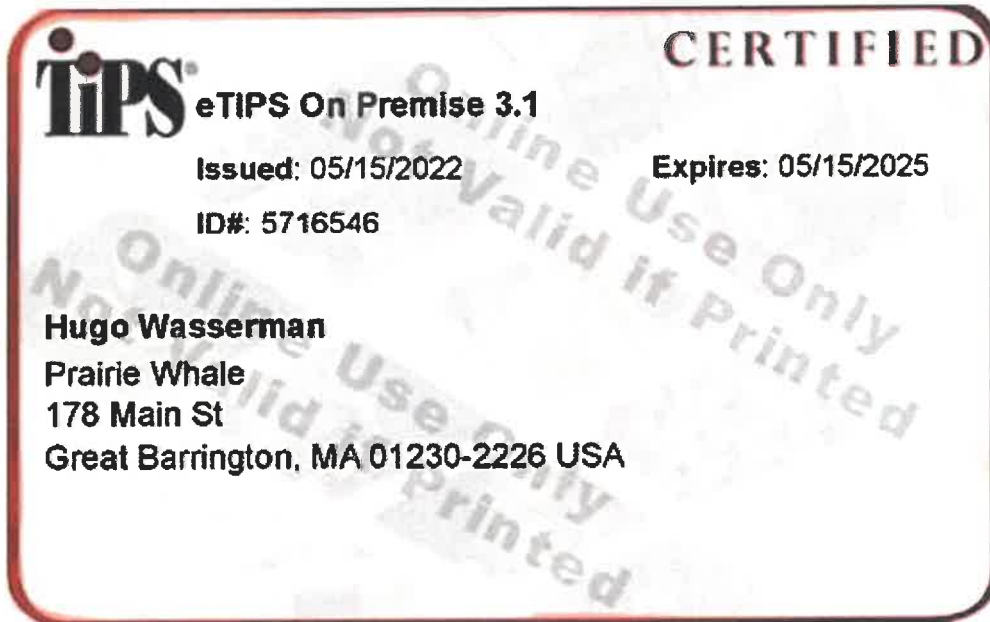 TiPS® CERTIFIED
eTIPS On Premise 3.1
Issued: 05/15/2022 Expires: 05/15/2025
ID#: 5716546
Hugo Wasserman
Prairie Whale
178 Main St
Great Barrington, MA 01230-2226 USA
Online Use Only
Not Valid if Printed
Online Use Only
Not Valid if Printed